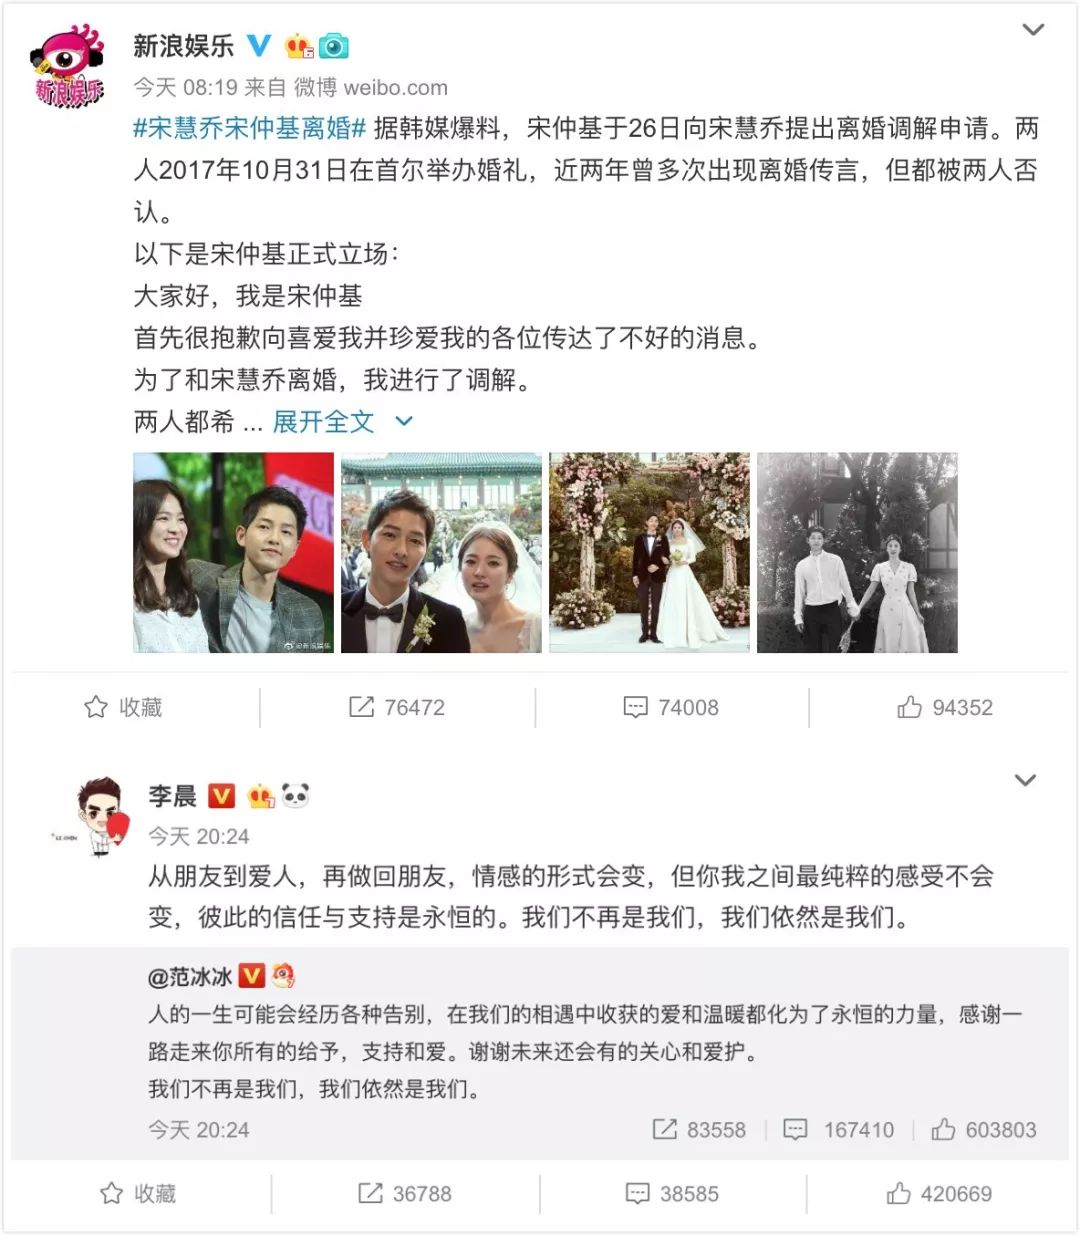 新浪娱乐
新浪娱乐
今天 08:19 来自 微博 weibo.com
#宋慧乔宋仲基离婚# 据韩媒爆料，宋仲基于26日向宋慧乔提出离婚调解申请。两
人2017年10月31日在首尔举办婚礼，近两年曾多次出现离婚传言，但都被两人否
认。
以下是宋仲基正式立场：
大家好，我是宋仲基
首先很抱歉向喜爱我并珍爱我的各位传达了不好的消息。
为了和宋慧乔离婚，我进行了调解。
两人都希 ... 展开全文
@新浪娱乐
收藏 76472 74008 94352
李晨
今天 20:24
从朋友到爱人，再做回朋友，情感的形式会变，但你我之间最纯粹的感受不会
变，彼此的信任与支持是永恒的。我们不再是我们，我们依然是我们。
@范冰冰
人的一生可能会经历各种告别，在我们的相遇中收获的爱和温暖都化为了永恒的力量，感谢一
路走来你所有的给予，支持和爱。谢谢未来还会有的关心和爱护。
我们不再是我们，我们依然是我们。
今天 20:24 83558 167410 603803
收藏 36788 38585 420669